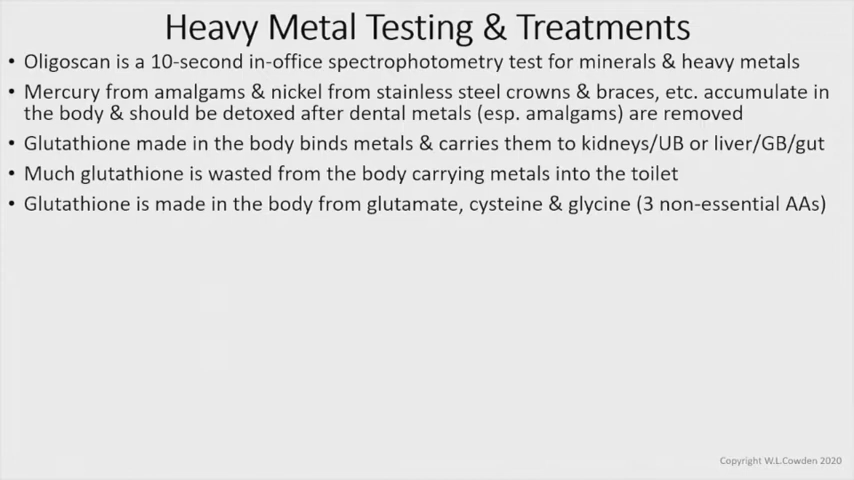 Heavy Metal Testing & Treatments
• Oligoscan is a 10-second in-office spectrophotometry test for minerals & heavy metals
• Mercury from amalgams & nickel from stainless steel crowns & braces, etc. accumulate in
the body & should be detoxed after dental metals (esp. amalgams) are removed
• Glutathione made in the body binds metals & carries them to kidneys/UB or liver/GB/gut
• Much glutathione is wasted from the body carrying metals into the toilet
• Glutathione is made in the body from glutamate, cysteine & glycine (3 non-essential AAs)
Copyright W.L.Cowden 2020